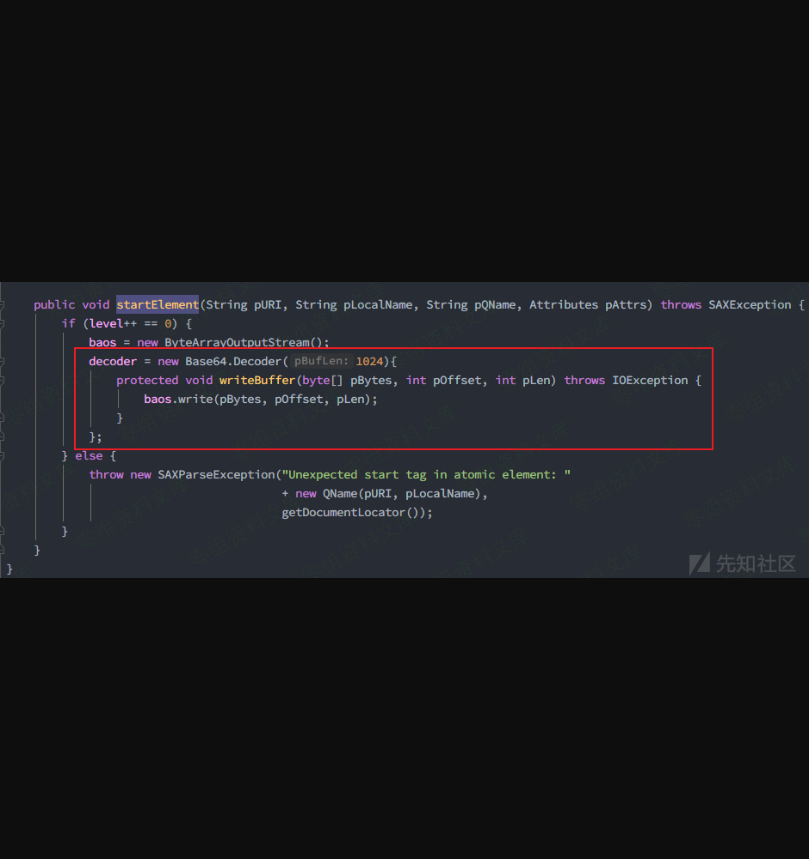 public void startElement(String pURI, String pLocalName, String pQName, Attributes pAttrs) throws SAXException {
if (level++ == 0) {
baos = new ByteArrayOutputStream();
decoder = new Base64.Decoder( pBufLen: 1024){
protected void writeBuffer(byte[] pBytes, int pOffset, int pLen) throws IOException {
baos.write(pBytes, pOffset, pLen);
}
};
} else {
throw new SAXParseException("Unexpected start tag in atomic element: "
+ new QName(pURI, pLocalName),
getDocumentLocator());
}
}
}
先知社区